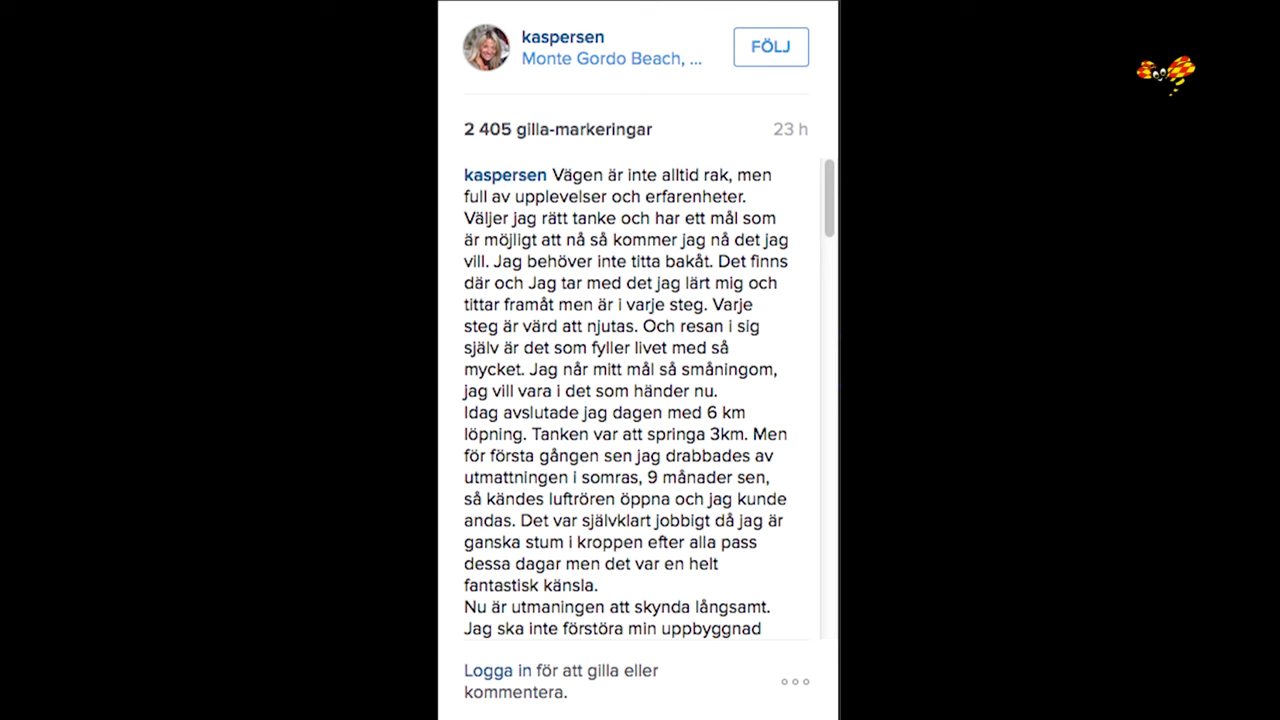 kaspersen
Monte Gordo Beach, ...
FÖLJ
2 405 gilla-markeringar
23 h
kaspersen Vägen är inte alltid rak, men
full av upplevelser och erfarenheter.
Väljer jag rätt tanke och har ett mål som
är möjligt att nå så kommer jag nå det jag
vill. Jag behöver inte titta bakåt. Det finns
där och Jag tar med det jag lärt mig och
tittar framåt men är i varje steg. Varje
steg är värd att njutas. Och resan i sig
själv är det som fyller livet med så
mycket. Jag når mitt mål så småningom,
jag vill vara i det som händer nu.
Idag avslutade jag dagen med 6 km
löpning. Tanken var att springa 3km. Men
för första gången sen jag drabbades av
utmattningen i somras, 9 månader sen,
så kändes luftrören öppna och jag kunde
andas. Det var självklart jobbigt då jag är
ganska stum i kroppen efter alla pass
dessa dagar men det var en helt
fantastisk känsla.
Nu är utmaningen att skynda långsamt.
Jag ska inte förstöra min uppbyggnad
Logga in för att gilla eller
kommentera.